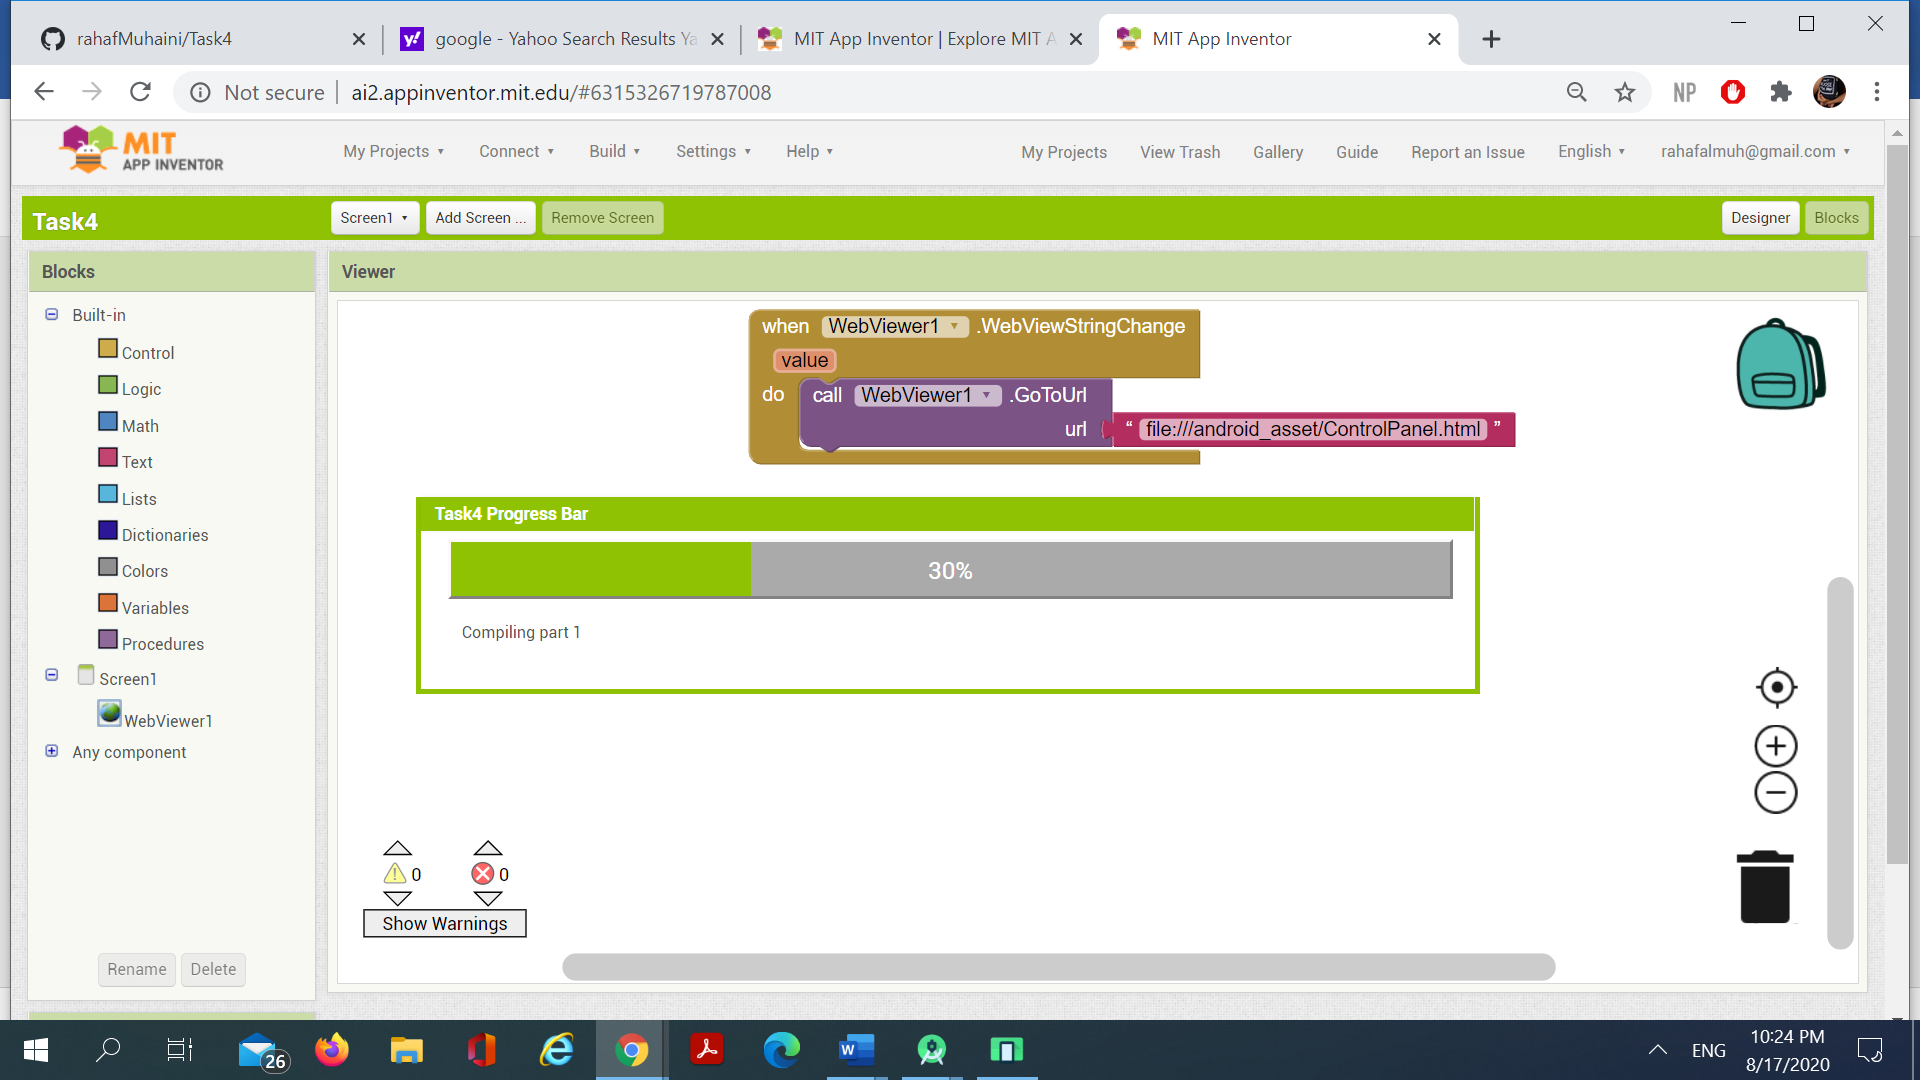 rahafMuhaini/Task4
google - Yahoo Search Results Ya
MIT App Inventor | Explore MIT A
MIT App Inventor
Not secure
ai2.appinventor.mit.edu/#6315326719787008
NP
MIT
APP INVENTOR
My Projects
Connect
Build
Settings
Help
My Projects
View Trash
Gallery
Guide
Report an Issue
English
rahafalmuh@gmail.com
Task4
Screen1
Add Screen ...
Remove Screen
Designer
Blocks
Blocks
Viewer
Built-in
Control
Logic
Math
Text
Lists
Dictionaries
Colors
Variables
Procedures
Screen1
WebViewer1
Any component
Rename
Delete
when WebViewer1 .WebViewStringChange
value
do call WebViewer1 .GoToUrl
url “ file:///android_asset/ControlPanel.html ”
Task4 Progress Bar
30%
Compiling part 1
0 0
Show Warnings
26
ENG
10:24 PM
8/17/2020